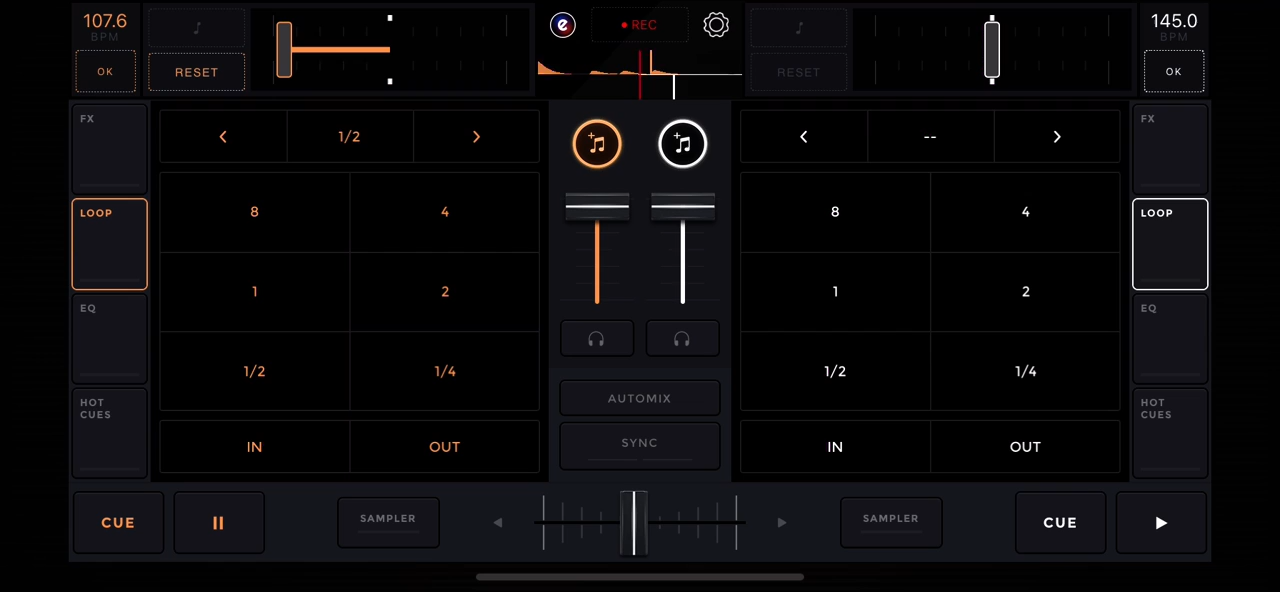 107.6
BPM
OK
RESET
e
REC
RESET
145.0
BPM
OK
FX
LOOP
EQ
HOT
CUES
1/2
8
4
1
2
1/2
1/4
IN
OUT
AUTOMIX
SYNC
--
8
4
1
2
1/2
1/4
IN
OUT
FX
LOOP
EQ
HOT
CUES
CUE
SAMPLER
SAMPLER
CUE